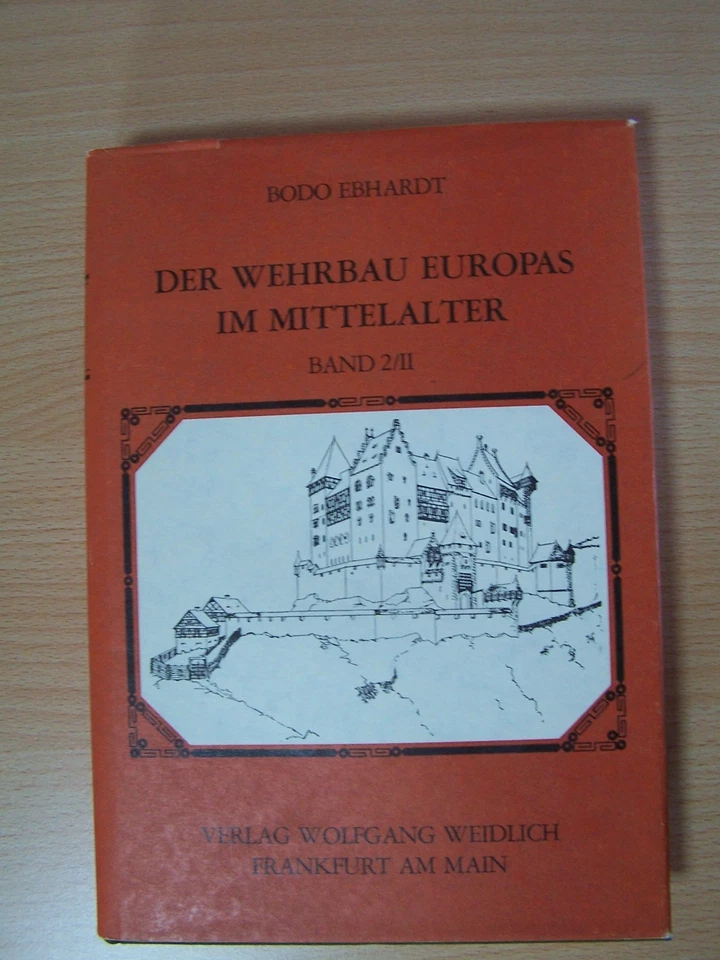 BODO EBHARDT
DER WEHRBAU EUROPAS
IM MITTELALTER
BAND 2/II
VERLAG WOLFGANG WEIDLICH
FRANKFURT AM MAIN